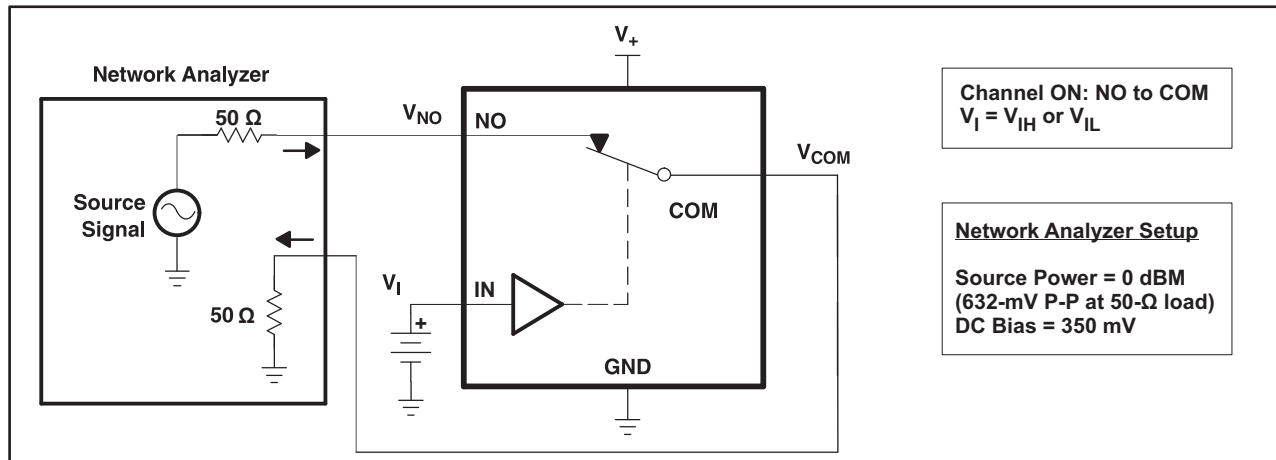 Network Analyzer
50 Ω
Source
Signal
50 Ω
V+
VNO
NO
VCOM
COM
VI
IN
+
GND
Channel ON: NO to COM
VI = VIH or VIL
Network Analyzer Setup
Source Power = 0 dBM
(632-mV P-P at 50-Ω load)
DC Bias = 350 mV